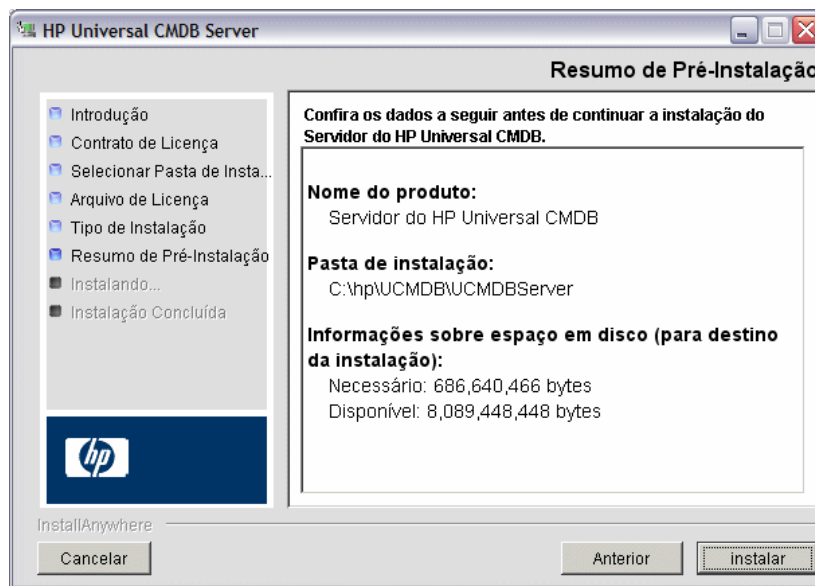 HP Universal CMDB Server
Resumo de Pré-Instalação
Introdução
Contrato de Licença
Selecionar Pasta de Insta...
Arquivo de Licença
Tipo de Instalação
Resumo de Pré-Instalação
Instalando...
Instalação Concluída
Confira os dados a seguir antes de continuar a instalação do
Servidor do HP Universal CMDB.
Nome do produto:
Servidor do HP Universal CMDB
Pasta de instalação:
C:\hp\UCMDB\UCMDBServer
Informações sobre espaço em disco (para destino
da instalação):
Necessário: 686,640,466 bytes
Disponível: 8,089,448,448 bytes
hp
InstallAnywhere
Cancelar
Anterior
instalar